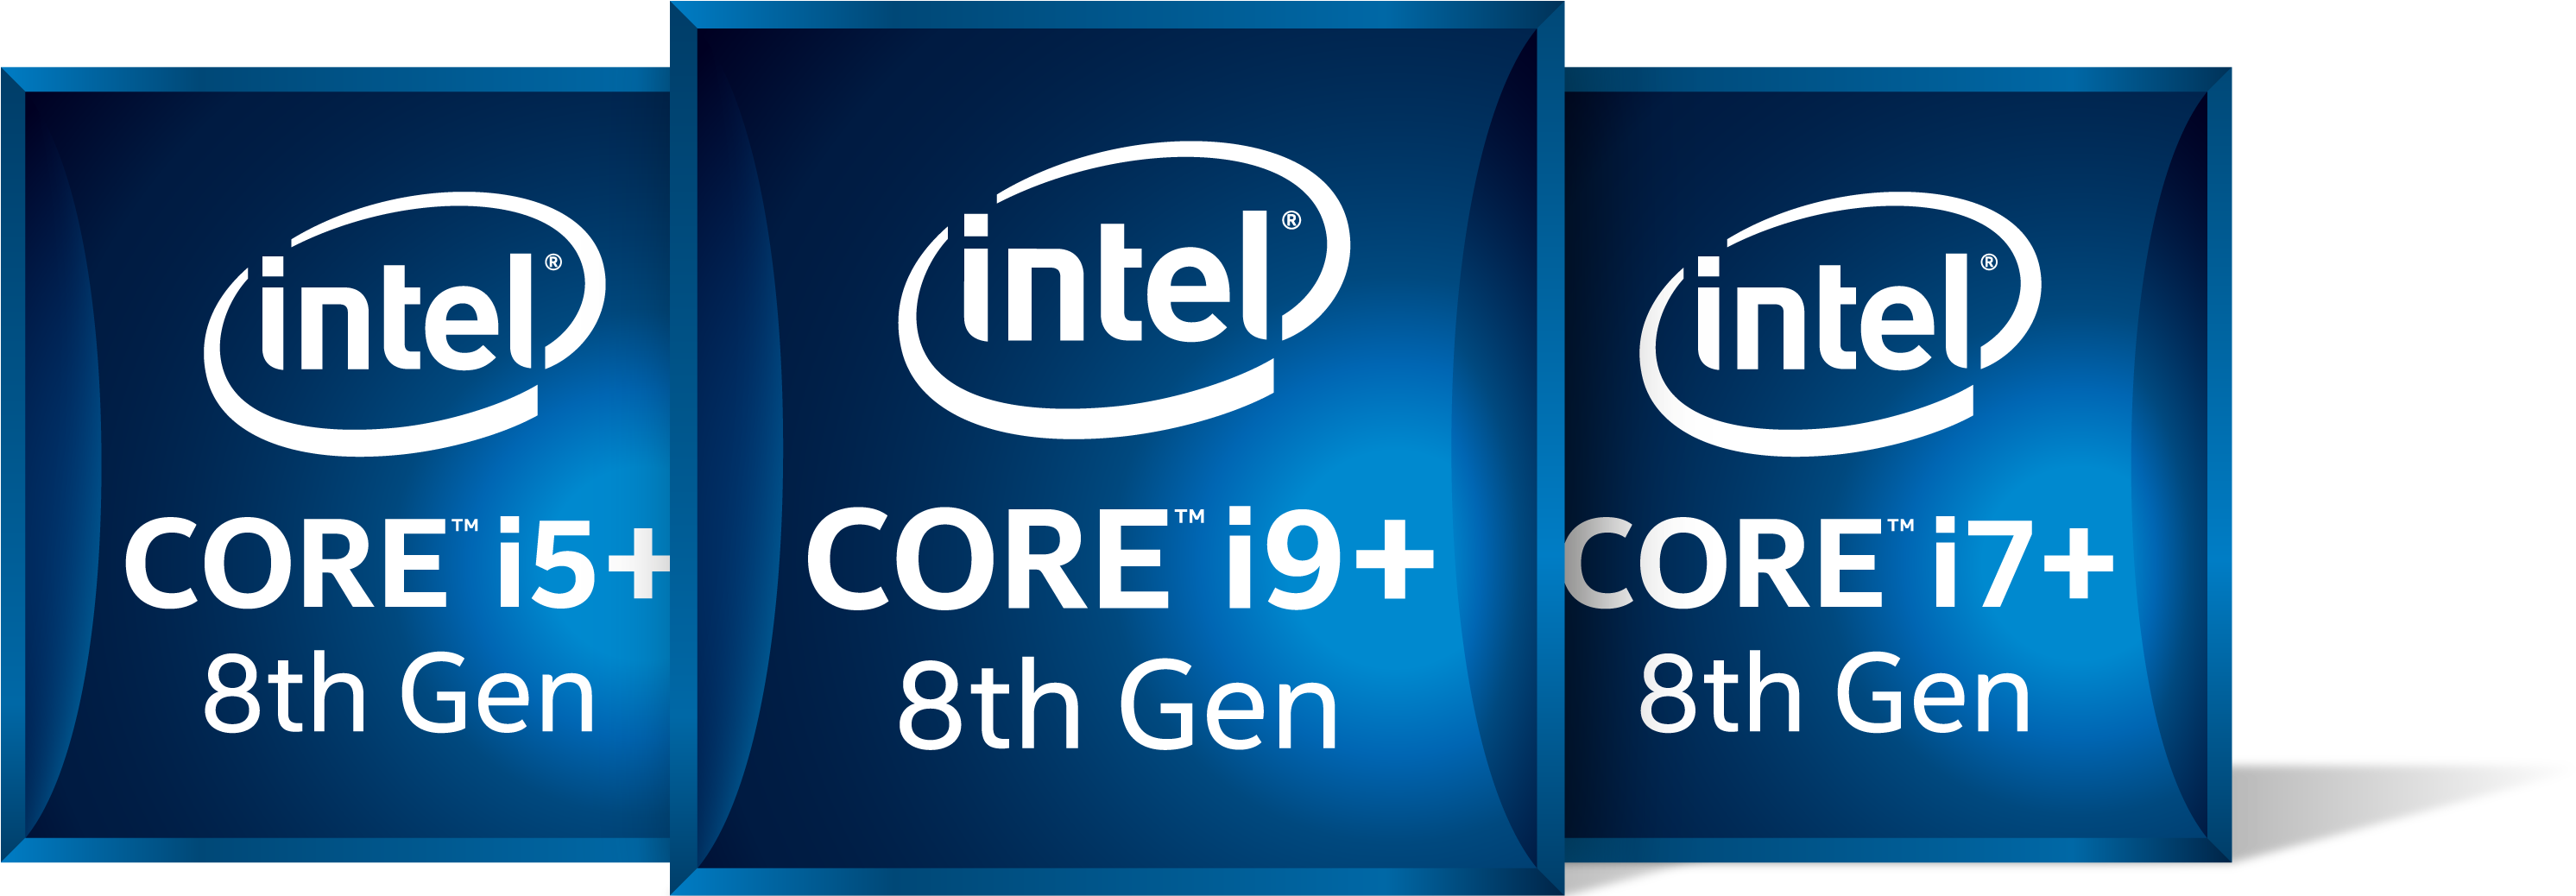 intel®
CORE™ i5+
8th Gen
intel®
CORE™ i9+
8th Gen
intel®
CORE™ i7+
8th Gen